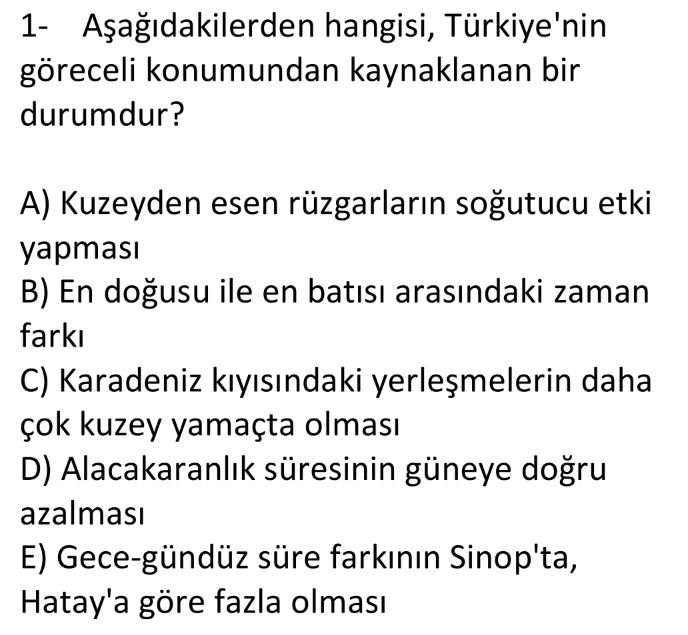 1- Aşağıdakilerden hangisi, Türkiye'nin
göreceli konumundan kaynaklanan bir
durumdur?
A) Kuzeyden esen rüzgarların soğutucu etki
yapması
B) En doğusu ile en batısı arasındaki zaman
farkı
C) Karadeniz kıyısındaki yerleşmelerin daha
çok kuzey yamaçta olması
D) Alacakaranlık süresinin güneye doğru
azalması
E) Gece-gündüz süre farkının Sinop'ta,
Hatay'a göre fazla olması